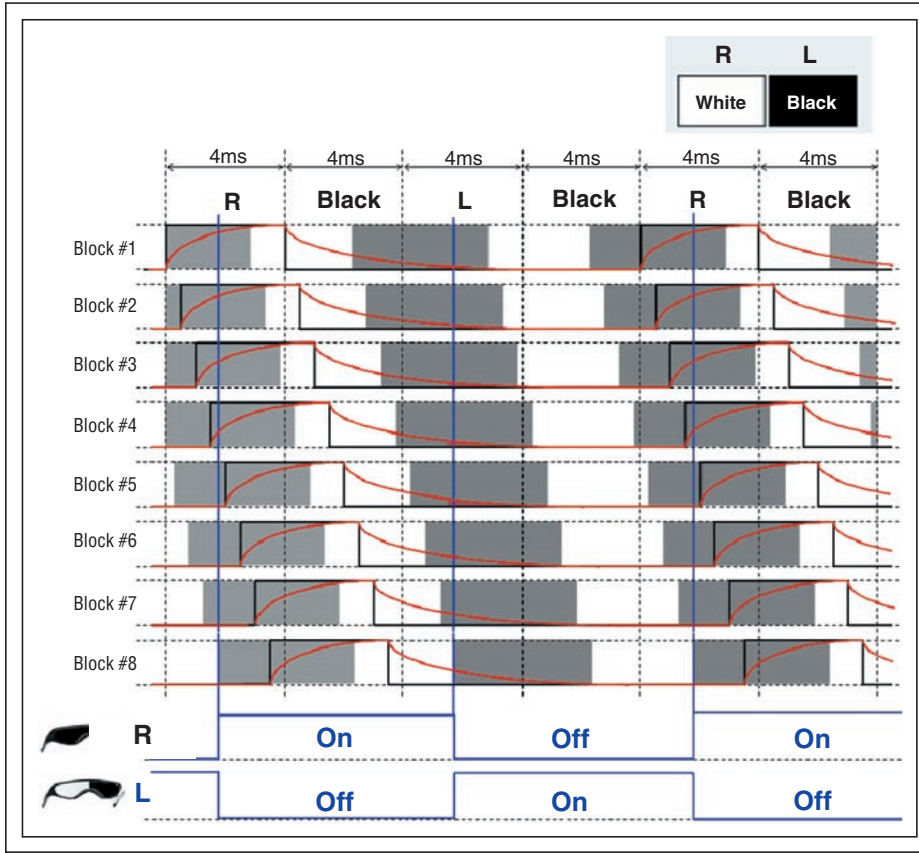 R L
White Black
4ms 4ms 4ms 4ms 4ms 4ms
R Black L Black R Black
Block #1
Block #2
Block #3
Block #4
Block #5
Block #6
Block #7
Block #8
R On Off On
L Off On Off